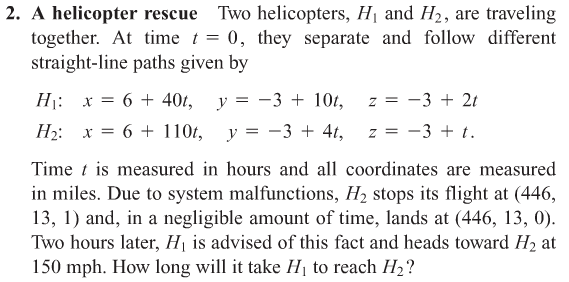 2. A helicopter rescue Two helicopters, H₁ and H₂, are traveling
together. At time t = 0, they separate and follow different
straight-line paths given by
H₁: x = 6 + 40t, y = −3 + 10t, z = −3 + 2t
H₂: x = 6 + 110t, y = −3 + 4t, z = −3 + t.
Time t is measured in hours and all coordinates are measured
in miles. Due to system malfunctions, H₂ stops its flight at (446,
13, 1) and, in a negligible amount of time, lands at (446, 13, 0).
Two hours later, H₁ is advised of this fact and heads toward H₂ at
150 mph. How long will it take H₁ to reach H₂?